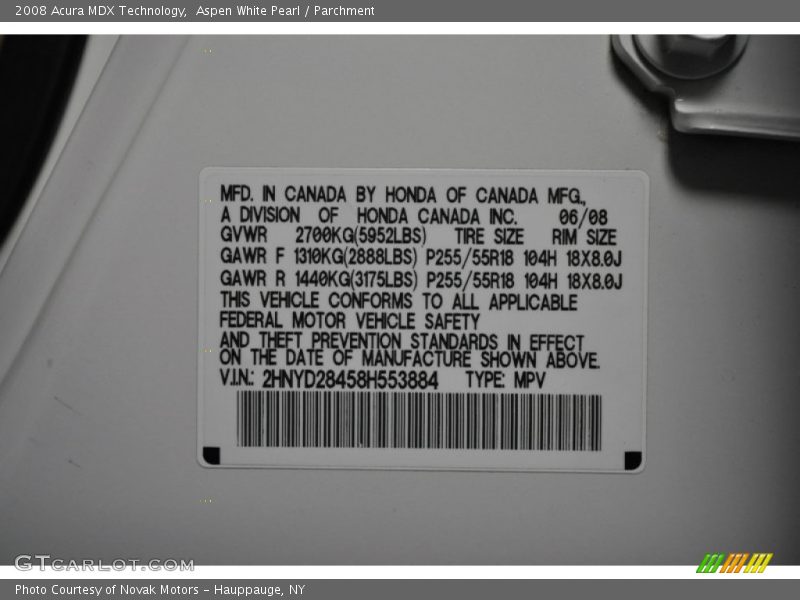 2008 Acura MDX Technology,  Aspen White Pearl / Parchment
MFD. IN CANADA BY HONDA OF CANADA MFG.,
A DIVISION OF HONDA CANADA INC. 06/08
GVWR 2700KG(5952LBS) TIRE SIZE RIM SIZE
GAWR F 1310KG(2888LBS) P255/55R18 104H 18X8.0J
GAWR R 1440KG(3175LBS) P255/55R18 104H 18X8.0J
THIS VEHICLE CONFORMS TO ALL APPLICABLE
FEDERAL MOTOR VEHICLE SAFETY
AND THEFT PREVENTION STANDARDS IN EFFECT
ON THE DATE OF MANUFACTURE SHOWN ABOVE.
V.I.N.: 2HNYD28458H553884 TYPE: MPV
GTCARLOT.COM
Photo Courtesy of Novak Motors - Hauppauge, NY